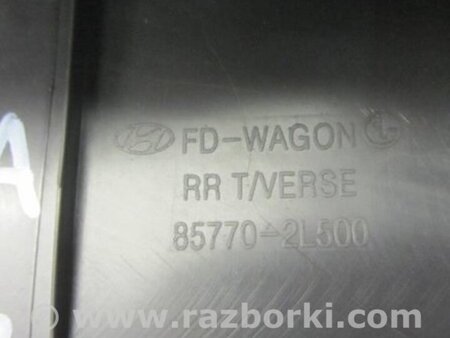 FD-WAGON
RR T/VERSE
85770-2L500
A
www.razborki.com